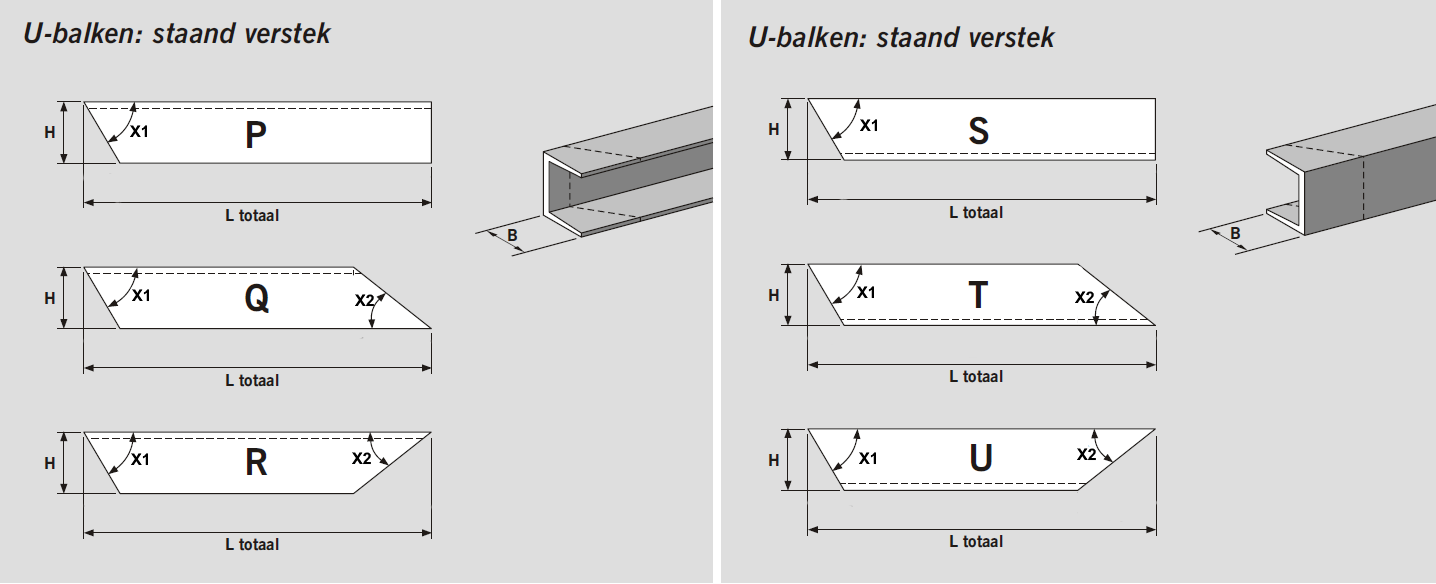 U-balken: staand verstek
H
X1
P
L totaal
B
H
X1
Q
X2
L totaal
H
X1
R
X2
L totaal
U-balken: staand verstek
H
X1
S
L totaal
B
H
X1
T
X2
L totaal
H
X1
U
X2
L totaal